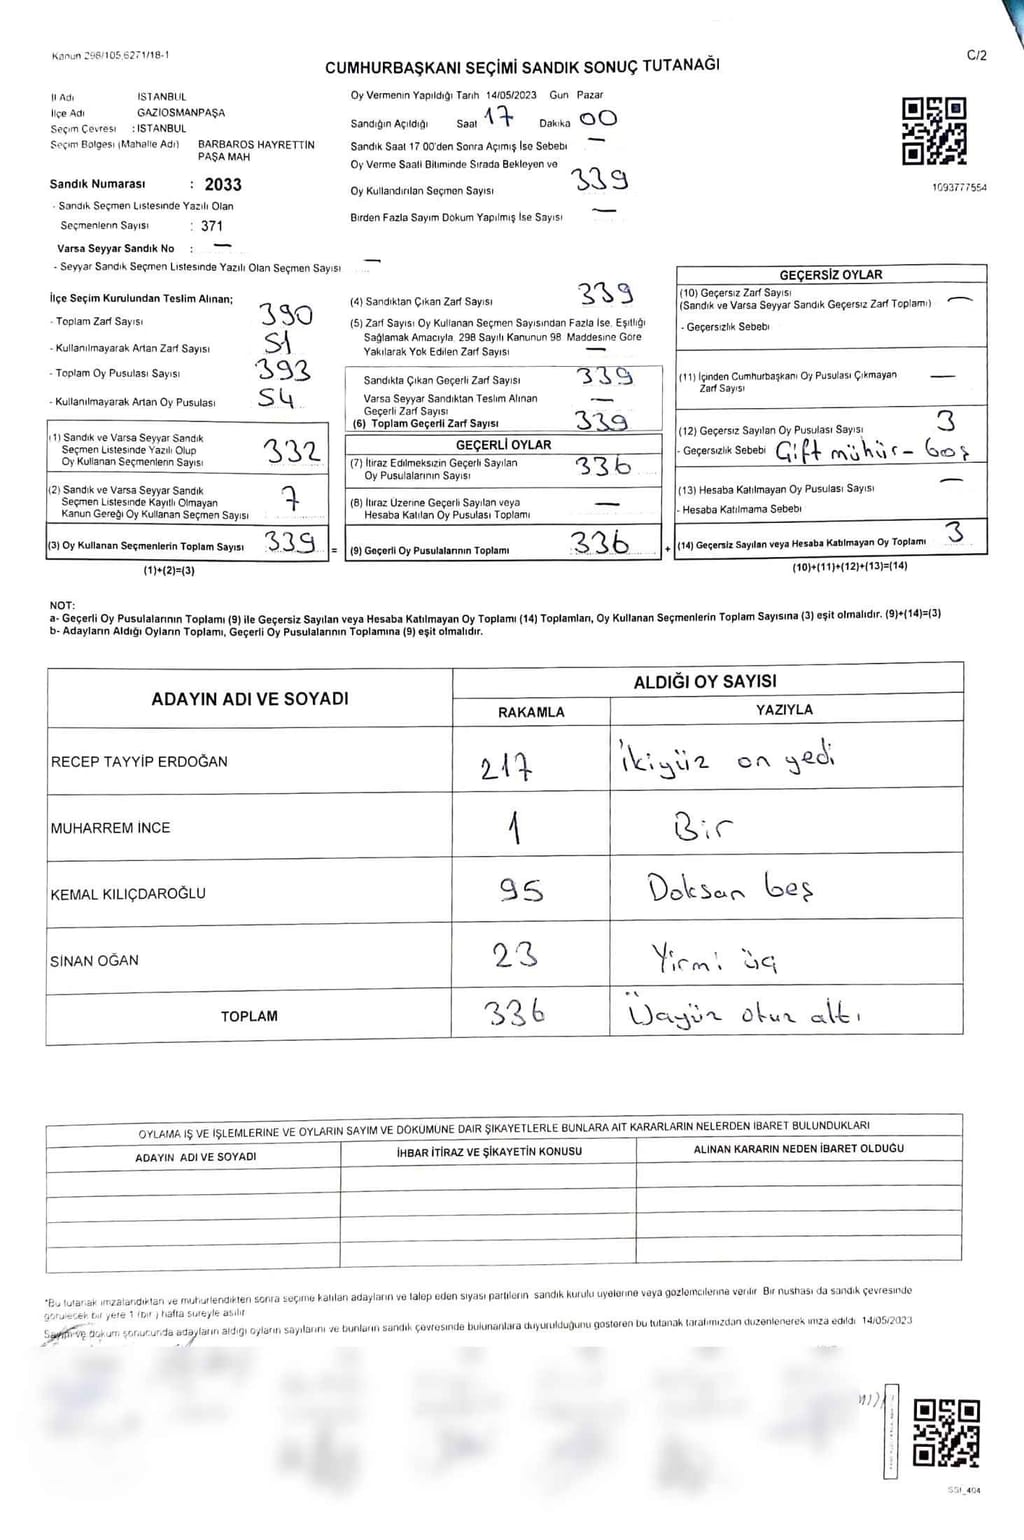 Kanun 298/105,6271/18-1
C/2
CUMHURBAŞKANI SEÇİMİ SANDIK SONUÇ TUTANAĞI
İl Adı İSTANBUL
İlçe Adı GAZİOSMANPAŞA
Seçim Çevresi : İSTANBUL
Seçim Bölgesi (Mahalle Adı) BARBAROS HAYRETTİN PAŞA MAH
Sandık Numarası : 2033
- Sandık Seçmen Listesinde Yazılı Olan
Seçmenlerin Sayısı : 371
Varsa Seyyar Sandık No : —
- Seyyar Sandık Seçmen Listesinde Yazılı Olan Seçmen Sayısı —
Oy Vermenin Yapıldığı Tarih 14/05/2023 Gün Pazar
Sandığın Açıldığı Saat 17 Dakika 00
Sandık Saat 17 00'den Sonra Açımış İse Sebebi —
Oy Verme Saati Bitiminde Sırada Bekleyen ve
Oy Kullandırılan Seçmen Sayısı 339
Birden Fazla Sayım Döküm Yapılmış İse Sayısı —
1093777554
İlçe Seçim Kurulundan Teslim Alınan;
- Toplam Zarf Sayısı 390
- Kullanılmayarak Artan Zarf Sayısı 51
- Toplam Oy Pusulası Sayısı 393
- Kullanılmayarak Artan Oy Pusulası 54
(1) Sandık ve Varsa Seyyar Sandık
Seçmen Listesinde Yazılı Olup
Oy Kullanan Seçmenlerin Sayısı 332
(2) Sandık ve Varsa Seyyar Sandık
Seçmen Listesinde Kayıtlı Olmayan
Kanun Gereği Oy Kullanan Seçmen Sayısı 7
(3) Oy Kullanan Seçmenlerin Toplam Sayısı 339 =
(1)+(2)=(3)
(4) Sandıktan Çıkan Zarf Sayısı 339
(5) Zarf Sayısı Oy Kullanan Seçmen Sayısından Fazla İse, Eşitliği
Sağlamak Amacıyla, 298 Sayılı Kanunun 98 Maddesine Göre
Yakılarak Yok Edilen Zarf Sayısı —
Sandıkta Çıkan Geçerli Zarf Sayısı 339
Varsa Seyyar Sandıktan Teslim Alınan
Geçerli Zarf Sayısı —
(6) Toplam Geçerli Zarf Sayısı 339
GEÇERLİ OYLAR
(7) İtiraz Edilmeksizin Geçerli Sayılan
Oy Pusulalarının Sayısı 336
(8) İtiraz Üzerine Geçerli Sayılan veya
Hesaba Katılan Oy Pusulası Toplamı —
(9) Geçerli Oy Pusulalarının Toplamı 336 +
GEÇERSİZ OYLAR
(10) Geçersiz Zarf Sayısı
(Sandık ve Varsa Seyyar Sandık Geçersiz Zarf Toplamı) —
- Geçersizlik Sebebi
(11) İçinden Cumhurbaşkanı Oy Pusulası Çıkmayan
Zarf Sayısı —
(12) Geçersiz Sayılan Oy Pusulası Sayısı 3
- Geçersizlik Sebebi Çift mühür - boş
(13) Hesaba Katılmayan Oy Pusulası Sayısı —
- Hesaba Katılmama Sebebi
(14) Geçersiz Sayılan veya Hesaba Katılmayan Oy Toplamı 3
(10)+(11)+(12)+(13)=(14)
NOT:
a- Geçerli Oy Pusulalarının Toplamı (9) ile Geçersiz Sayılan veya Hesaba Katılmayan Oy Toplamı (14) Toplamları, Oy Kullanan Seçmenlerin Toplam Sayısına (3) eşit olmalıdır. (9)+(14)=(3)
b- Adayların Aldığı Oyların Toplamı, Geçerli Oy Pusulalarının Toplamına (9) eşit olmalıdır.
ADAYIN ADI VE SOYADI
ALDIĞI OY SAYISI
RAKAMLA YAZIYLA
RECEP TAYYİP ERDOĞAN 217 ikiyüz on yedi
MUHARREM İNCE 1 Bir
KEMAL KILIÇDAROĞLU 95 Doksan beş
SİNAN OĞAN 23 Yirmi üç
TOPLAM 336 Üçyüz otuz altı
OYLAMA İŞ VE İŞLEMLERİNE VE OYLARIN SAYIM VE DÖKÜMÜNE DAİR ŞİKAYETLERLE BUNLARA AİT KARARLARIN NELERDEN İBARET BULUNDUKLARI
ADAYIN ADI VE SOYADI İHBAR İTİRAZ VE ŞİKAYETİN KONUSU ALINAN KARARIN NEDEN İBARET OLDUĞU
*Bu tutanak imzalandıktan ve mühürlendikten sonra seçime katılan adayların ve talep eden siyasi partilerin sandık kurulu üyelerine veya gözlemcilerine verilir. Bir nüshası da sandık çevresinde
görülecek bir yere 1 (bir) hafta süreyle asılır
Sayım ve döküm sonucunda adayların aldığı oyların sayılarını ve bunların sandık çevresinde bulunanlara duyurulduğunu gösteren bu tutanak tarafımızdan düzenlenerek imza edildi 14/05/2023
SSI_404